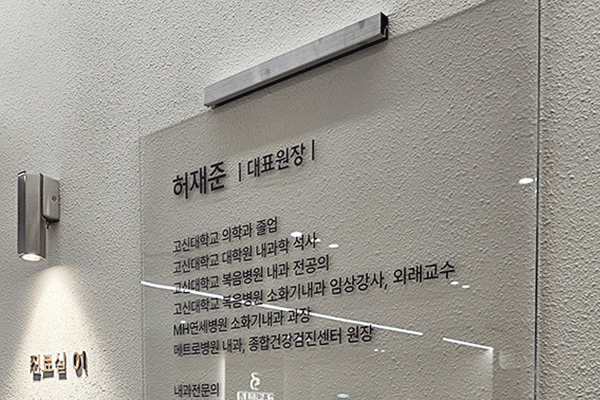 허재준 | 대표원장 |
고신대학교 의학과 졸업
고신대학교 대학원 내과학 석사
고신대학교 복음병원 내과 전공의
고신대학교 복음병원 소화기내과 임상강사, 외래교수
MH연세병원 소화기내과 과장
메트로병원 내과, 종합건강검진센터 원장
내과전문의
진료실 01